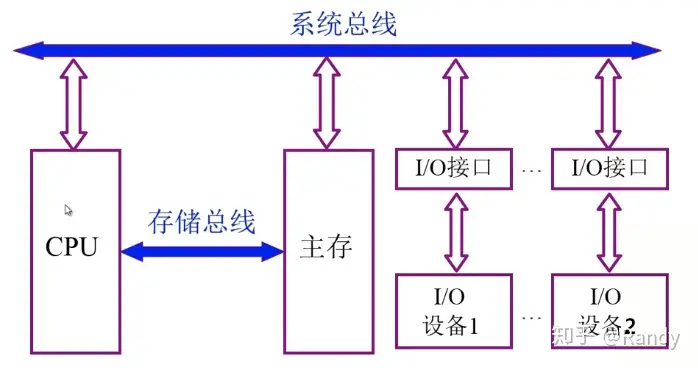 系统总线
I/O接口 … I/O接口
CPU
存储总线
主存
I/O
设备1
…
I/O
设备2
知乎 @Randy